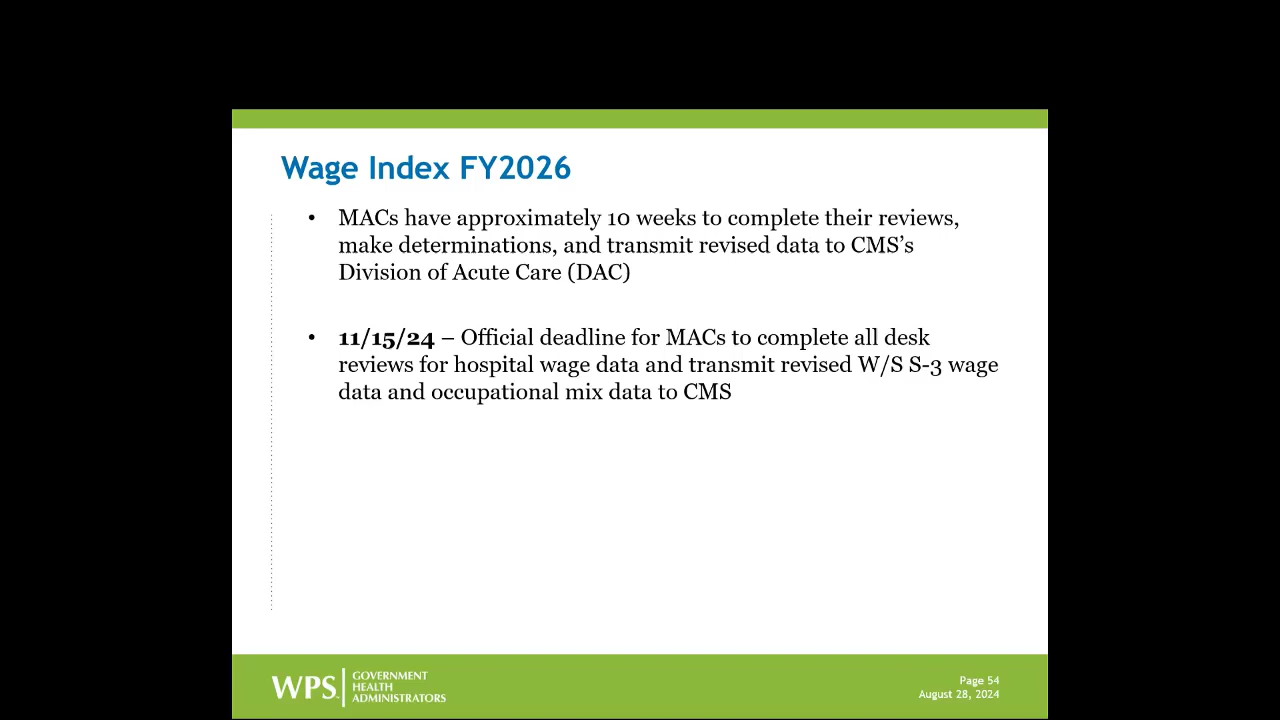 Wage Index FY2026
• MACs have approximately 10 weeks to complete their reviews,
make determinations, and transmit revised data to CMS’s
Division of Acute Care (DAC)
• 11/15/24 – Official deadline for MACs to complete all desk
reviews for hospital wage data and transmit revised W/S S-3 wage
data and occupational mix data to CMS
WPS
GOVERNMENT
HEALTH
ADMINISTRATORS
Page 54
August 28, 2024